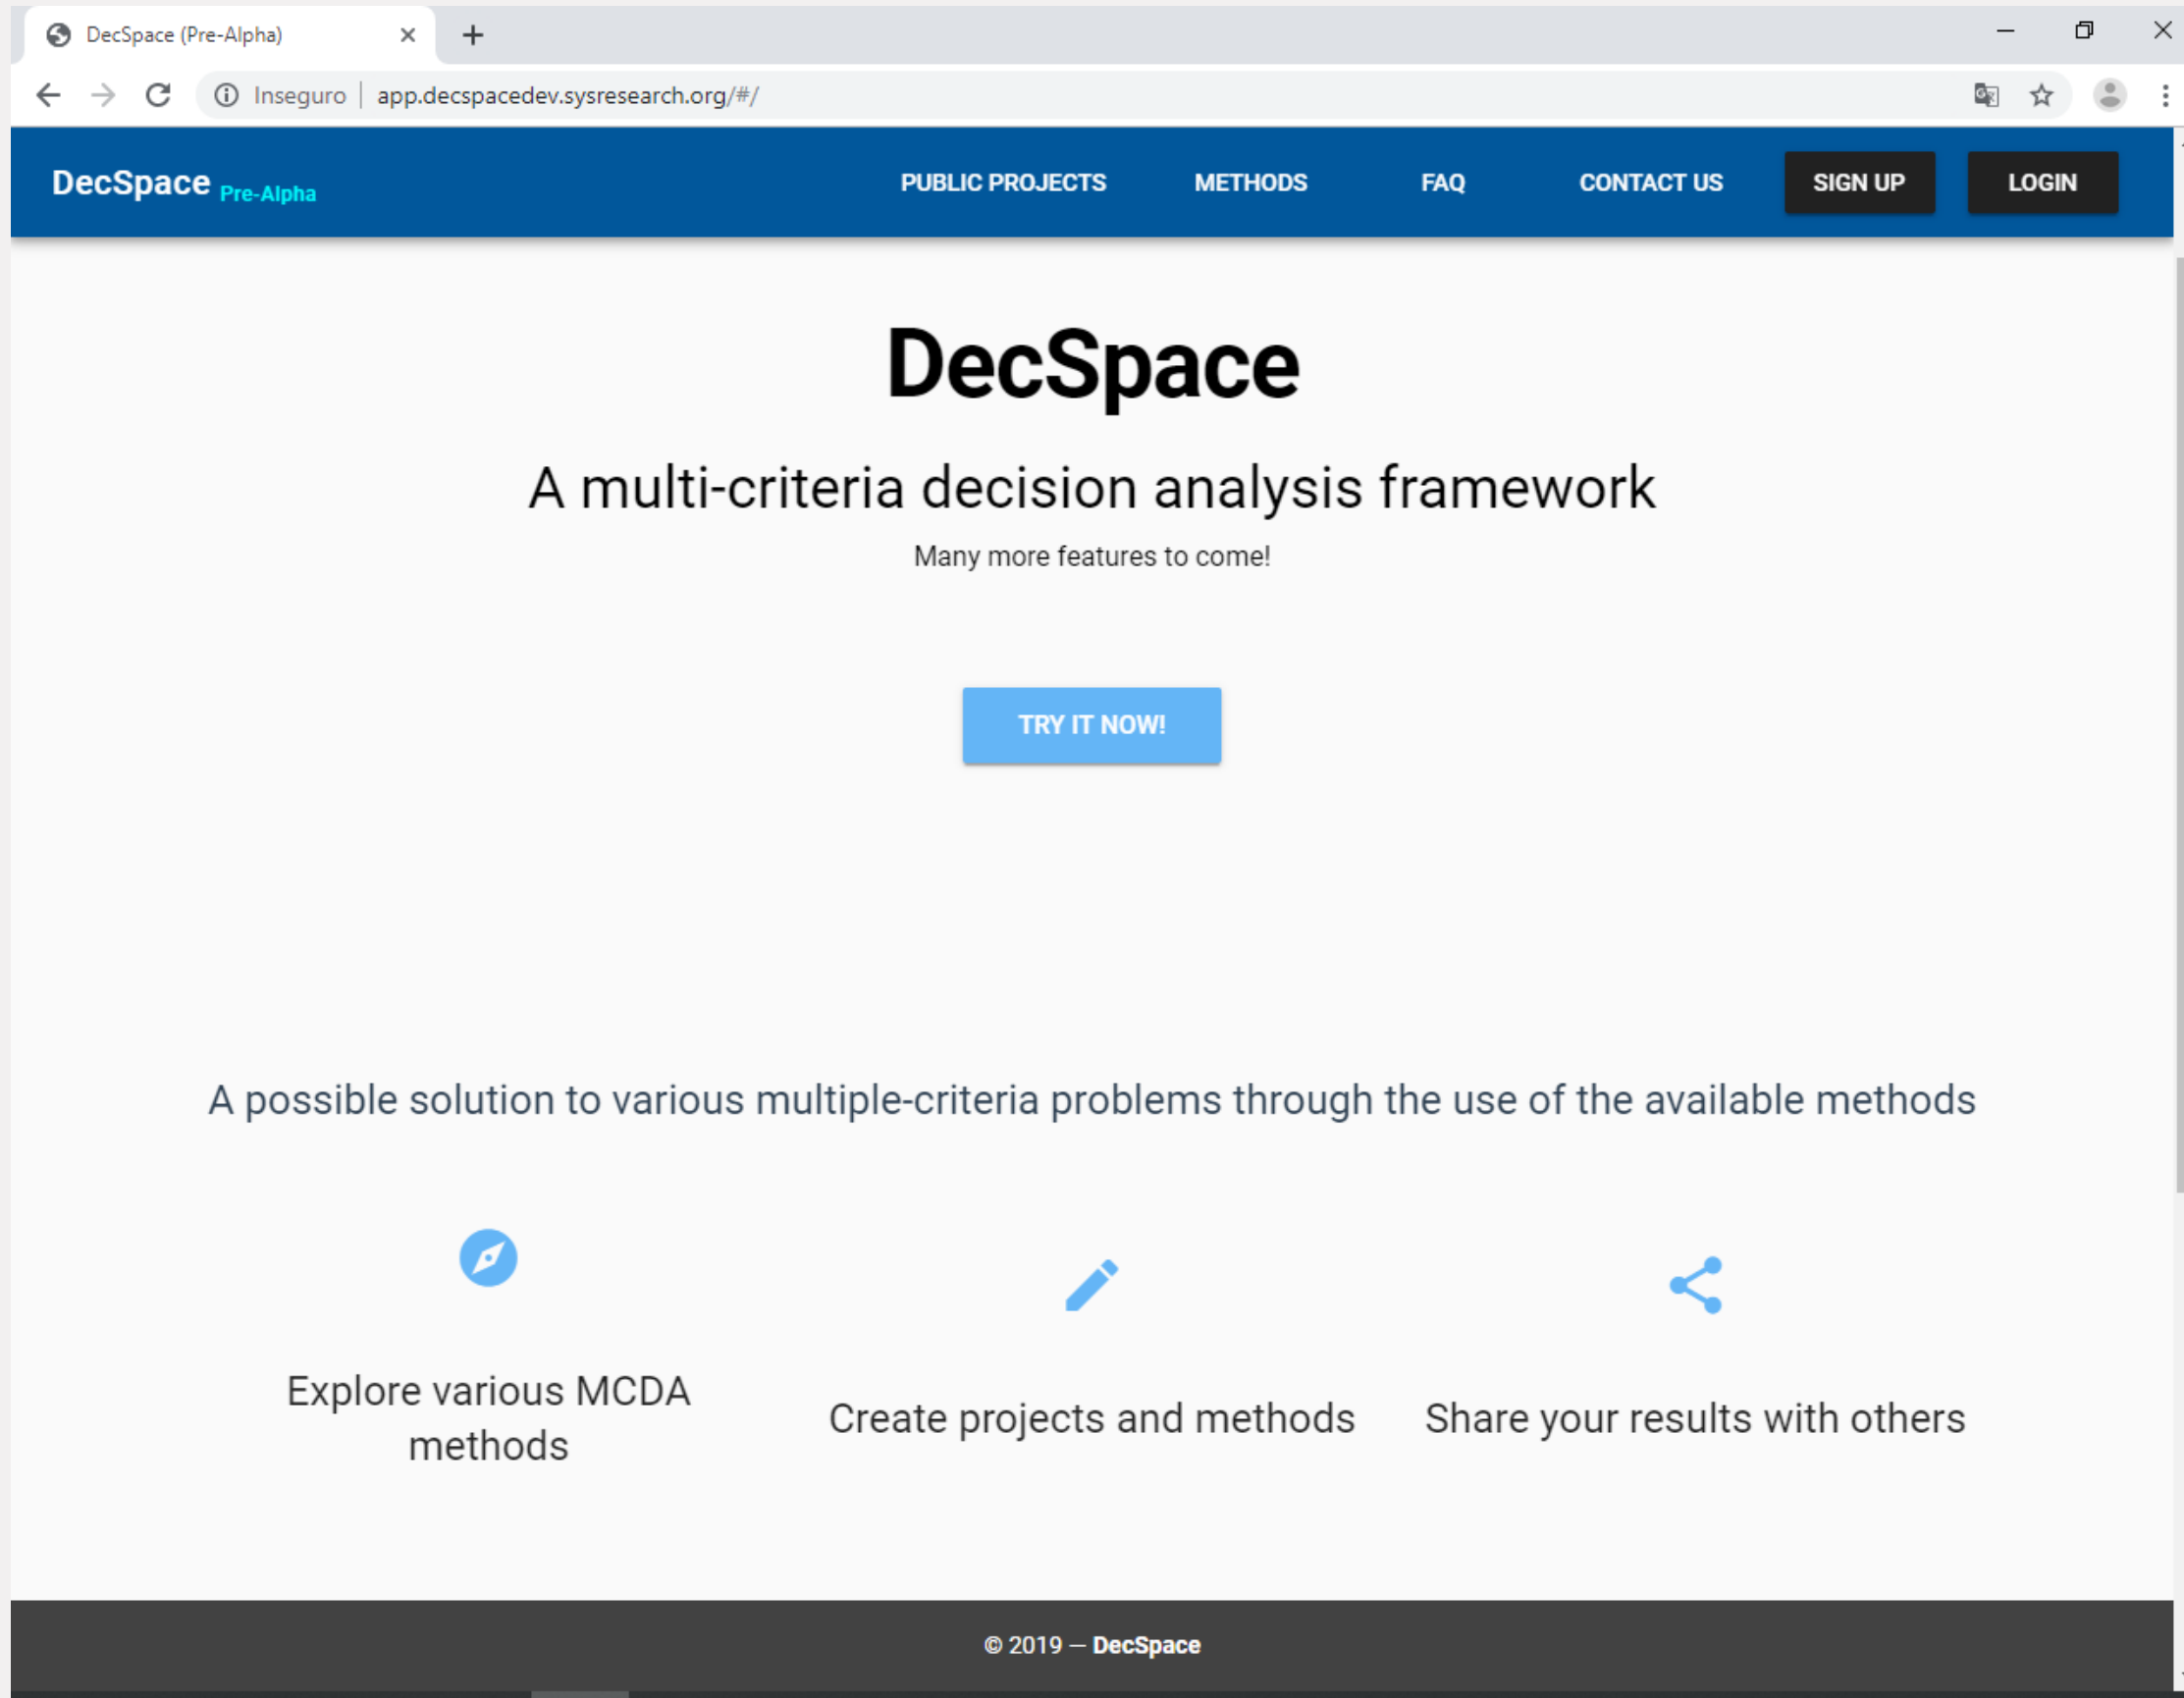 DecSpace (Pre-Alpha)
Inseguro | app.decspacedev.sysresearch.org/#/
DecSpace Pre-Alpha PUBLIC PROJECTS METHODS FAQ CONTACT US SIGN UP LOGIN
DecSpace
A multi-criteria decision analysis framework
Many more features to come!
TRY IT NOW!
A possible solution to various multiple-criteria problems through the use of the available methods
Explore various MCDA
methods
Create projects and methods
Share your results with others
© 2019 — DecSpace